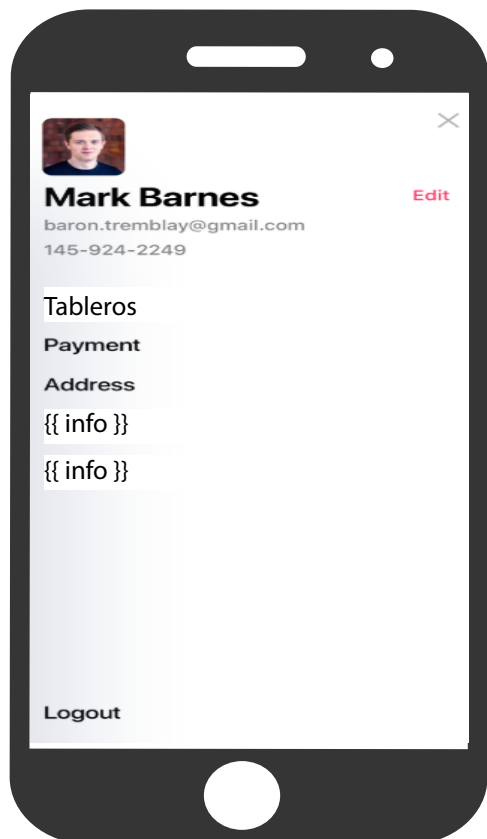 Mark Barnes
Edit
baron.tremblay@gmail.com
145-924-2249
Tableros
Payment
Address
{{ info }}
{{ info }}
Logout